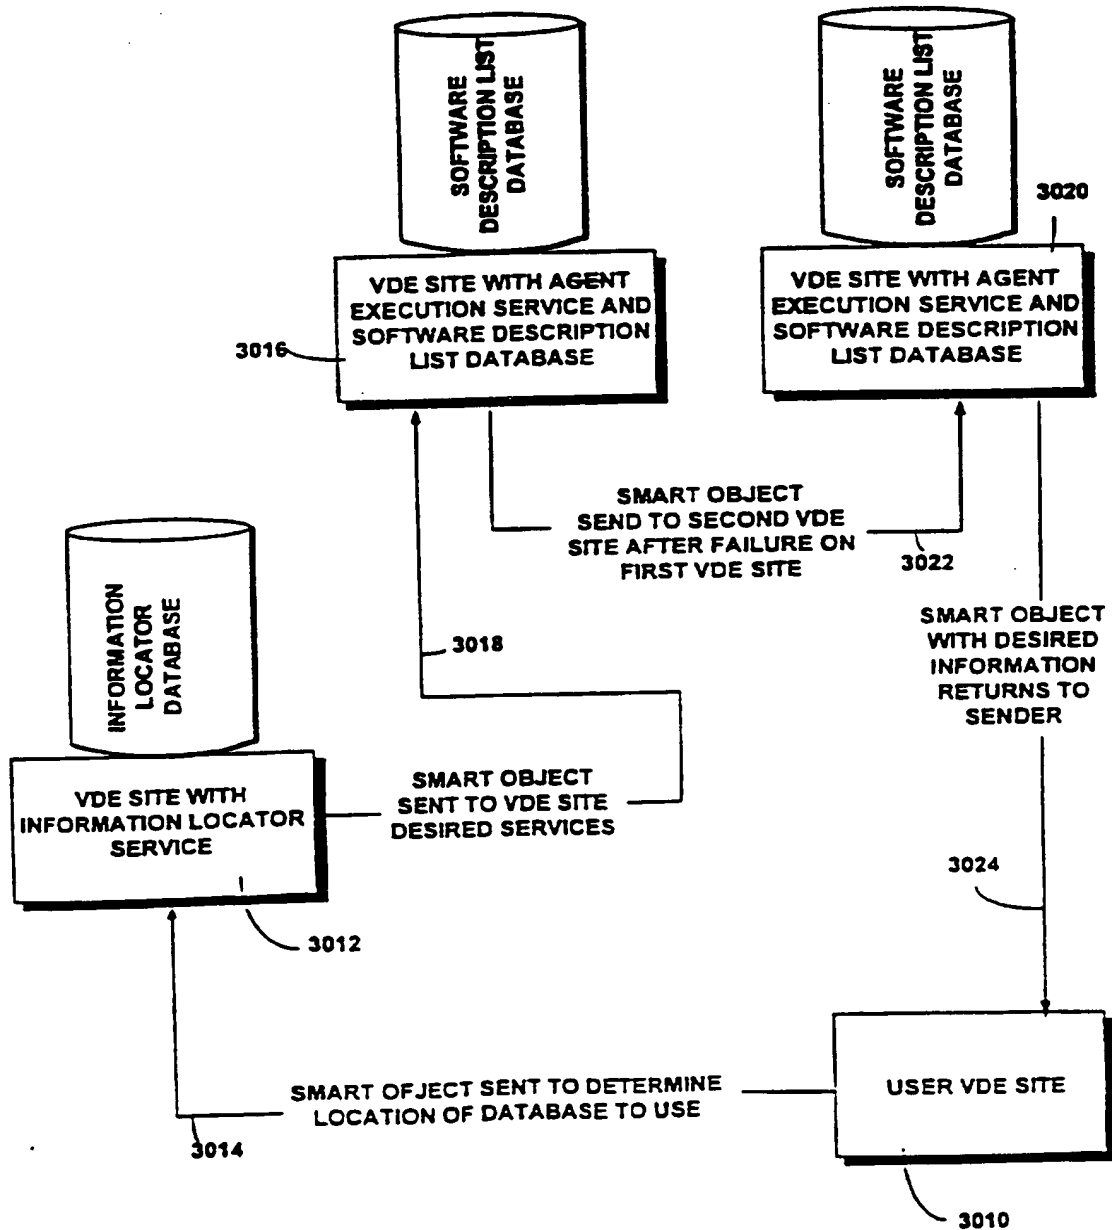 SOFTWARE
DESCRIPTION LIST
DATABASE
SOFTWARE
DESCRIPTION LIST
DATABASE
3020
VDE SITE WITH AGENT
EXECUTION SERVICE AND
SOFTWARE DESCRIPTION
LIST DATABASE
3016
VDE SITE WITH AGENT
EXECUTION SERVICE AND
SOFTWARE DESCRIPTION
LIST DATABASE
SMART OBJECT
SEND TO SECOND VDE
SITE AFTER FAILURE ON
FIRST VDE SITE
3022
SMART OBJECT
WITH DESIRED
INFORMATION
RETURNS TO
SENDER
INFORMATION
LOCATOR
DATABASE
3018
VDE SITE WITH
INFORMATION LOCATOR
SERVICE
SMART OBJECT
SENT TO VDE SITE
DESIRED SERVICES
3024
3012
SMART OFJECT SENT TO DETERMINE
LOCATION OF DATABASE TO USE
3014
USER VDE SITE
3010